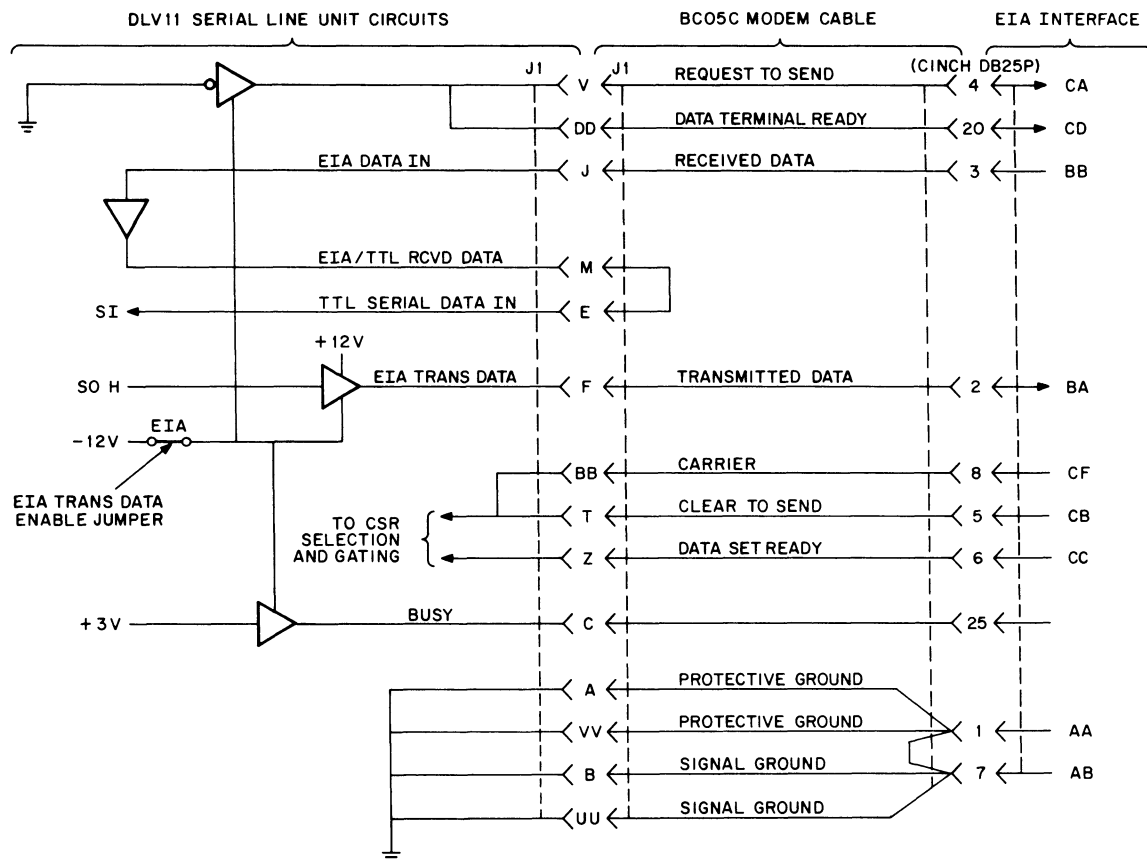 DLV11 SERIAL LINE UNIT CIRCUITS
BC05C MODEM CABLE
EIA INTERFACE
(CINCH DB25P)
J1 J1
V REQUEST TO SEND 4 CA
DD DATA TERMINAL READY 20 CD
EIA DATA IN J RECEIVED DATA 3 BB
EIA/TTL RCVD DATA M
SI TTL SERIAL DATA IN E
+12V
SO H EIA TRANS DATA F TRANSMITTED DATA 2 BA
EIA
-12V
EIA TRANS DATA
ENABLE JUMPER
BB CARRIER 8 CF
TO CSR
SELECTION
AND GATING
T CLEAR TO SEND 5 CB
Z DATA SET READY 6 CC
+3V BUSY C 25
A PROTECTIVE GROUND
VV PROTECTIVE GROUND 1 AA
B SIGNAL GROUND 7 AB
UU SIGNAL GROUND